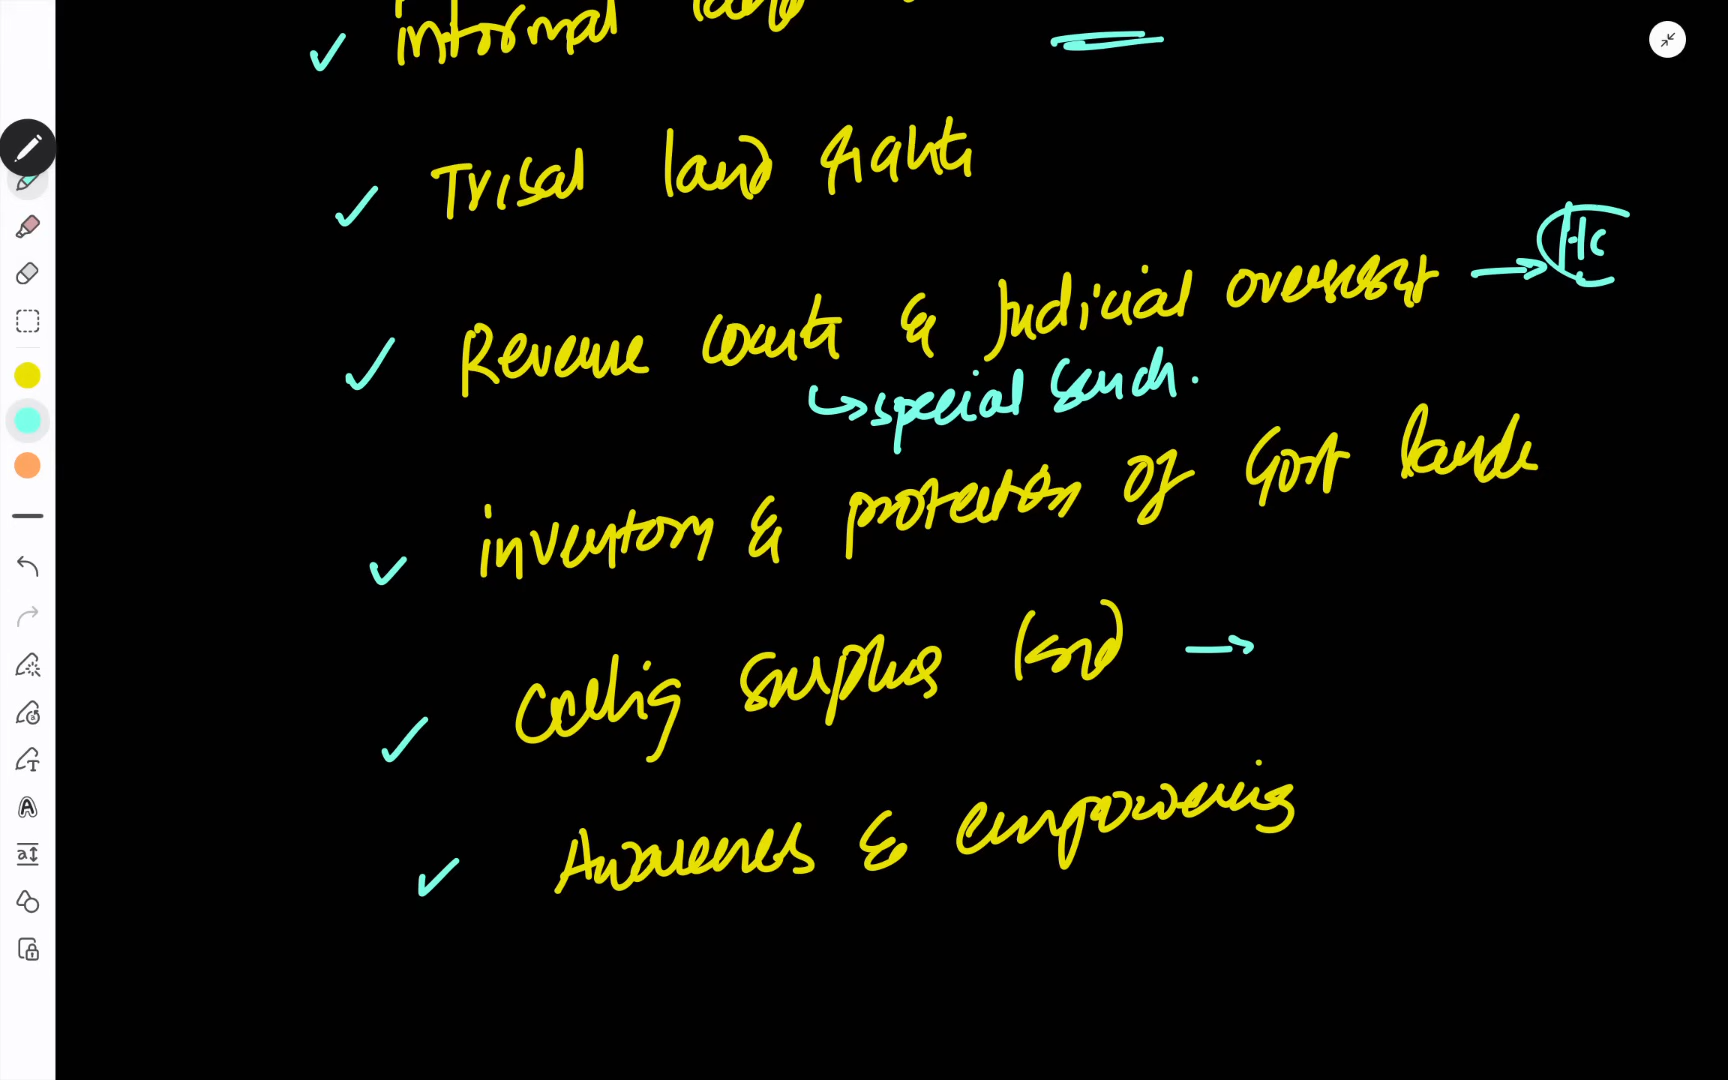 informal land
Tribal land rights
Revenue courts & Judicial oversight → HC
↳ special bench.
inventory & protection of Govt lands
Ceiling surplus land →
Awareness & empowering